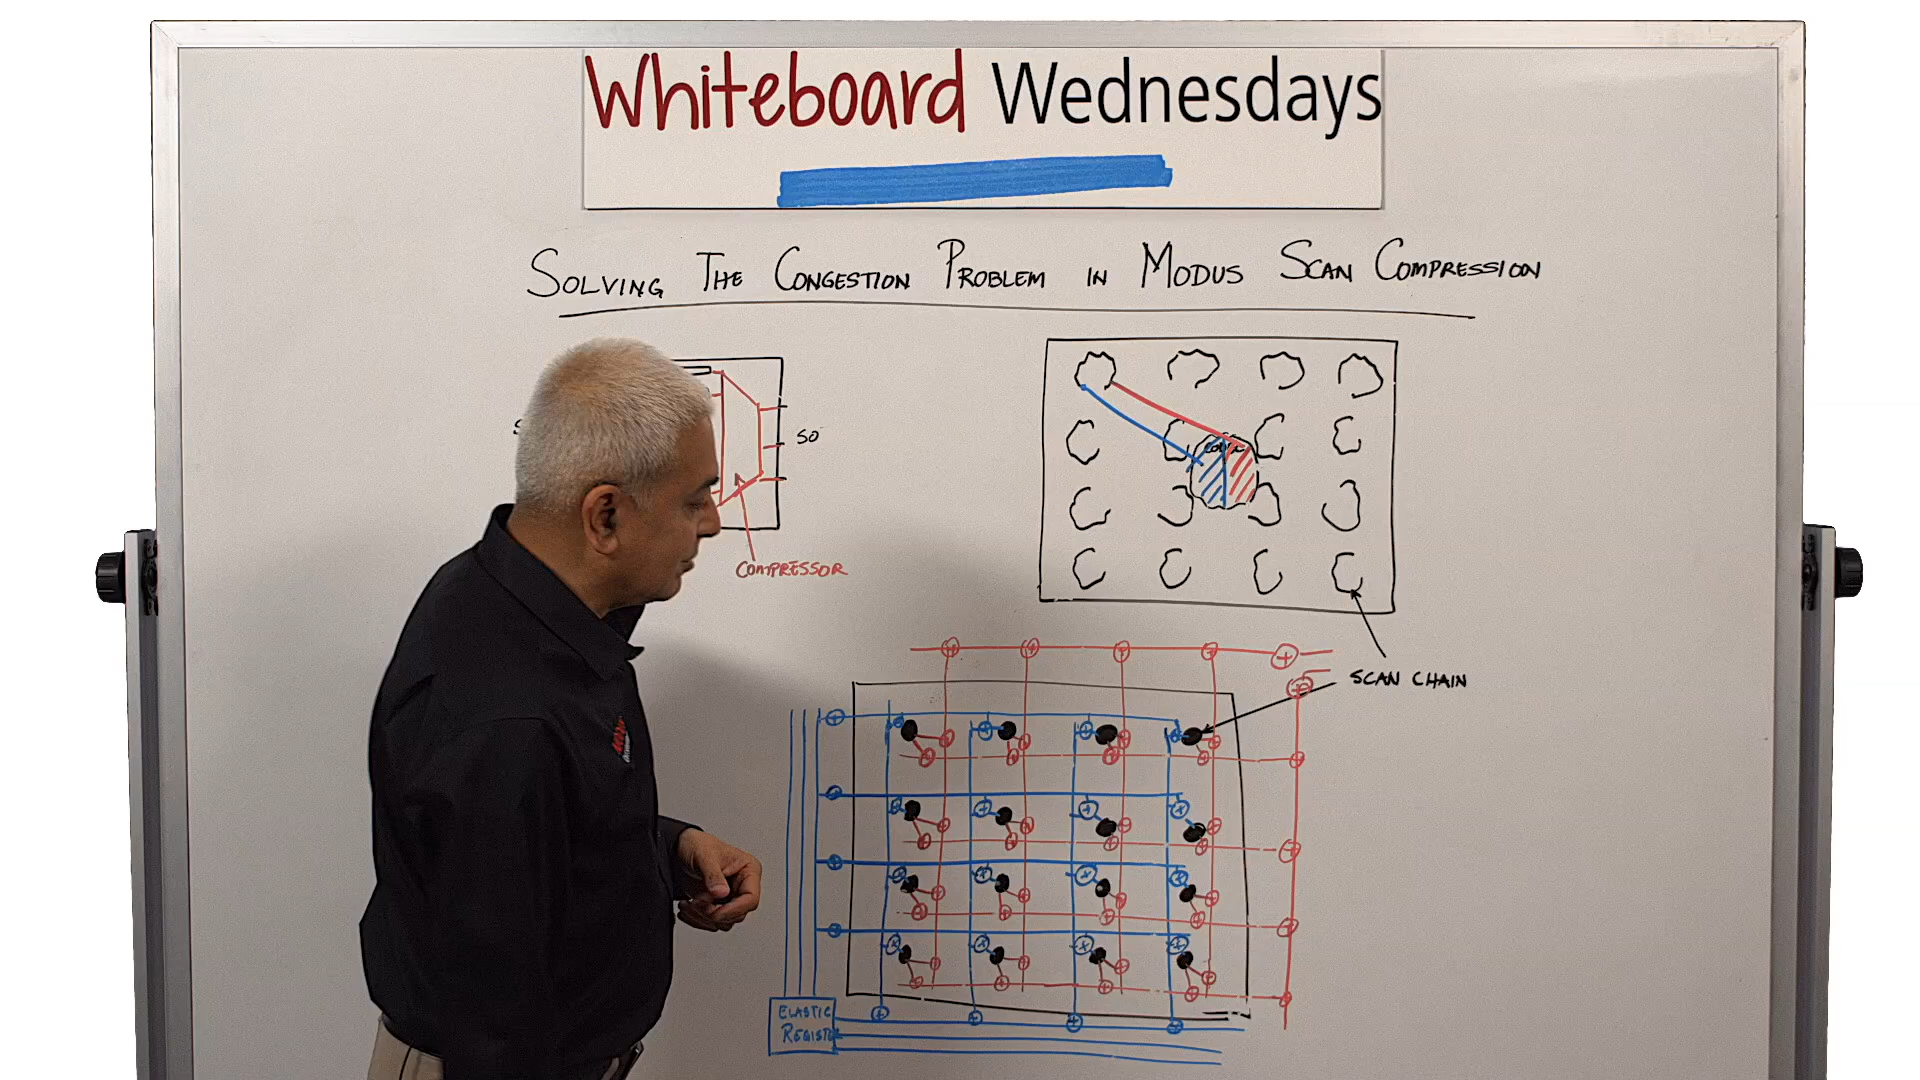 Whiteboard Wednesdays
SOLVING THE CONGESTION PROBLEM IN MODUS SCAN COMPRESSION
SO
COMPRESSOR
SCAN CHAIN
ELASTIC
REGISTER